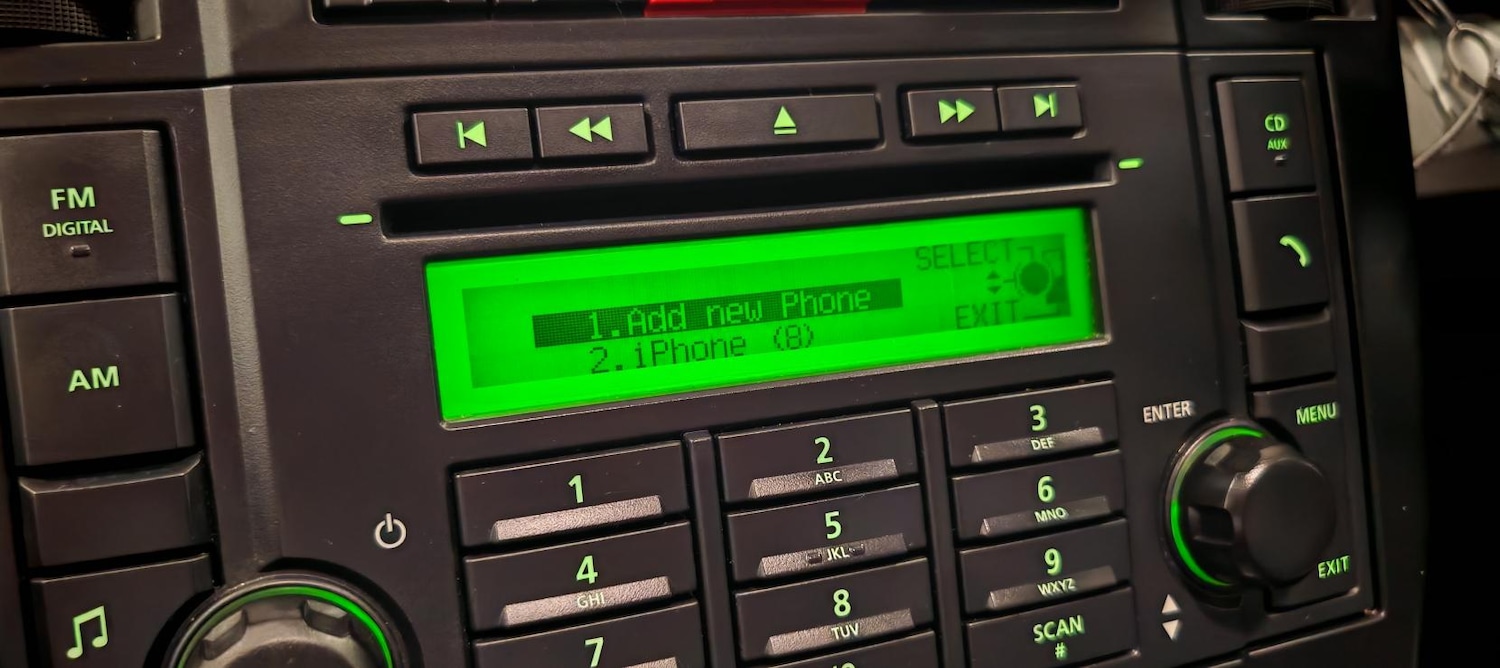 FM
DIGITAL
AM
CD
AUX
SELECT
1.Add new Phone
2.iPhone (8)
EXIT
1
2
ABC
3
DEF
4
GHI
5
JKL
6
MNO
7
8
TUV
9
WXYZ
SCAN
#
ENTER
MENU
EXIT